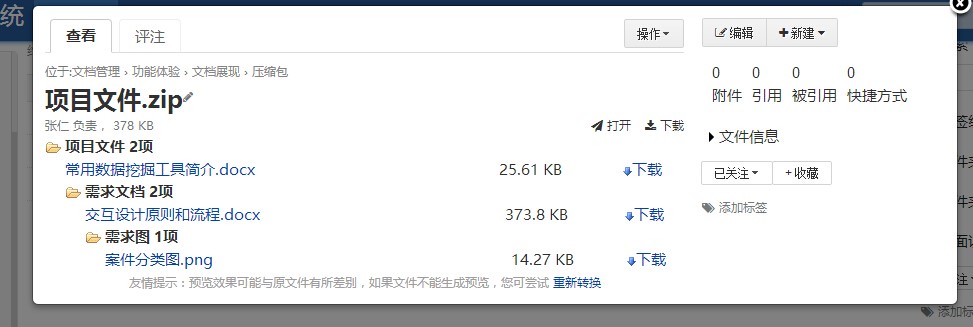 系统
查看 评注 操作
编辑 新建
位于:文档管理 › 功能体验 › 文档展现 › 压缩包
项目文件.zip
张仁 负责， 378 KB
打开 下载
0 0 0 0
附件 引用 被引用 快捷方式
文件信息
已关注 +收藏
添加标签
项目文件 2项
常用数据挖掘工具简介.docx 25.61 KB 下载
需求文档 2项
交互设计原则和流程.docx 373.8 KB 下载
需求图 1项
案件分类图.png 14.27 KB 下载
友情提示：预览效果可能与原文件有所差别，如果文件不能生成预览，您可尝试 重新转换
添加标